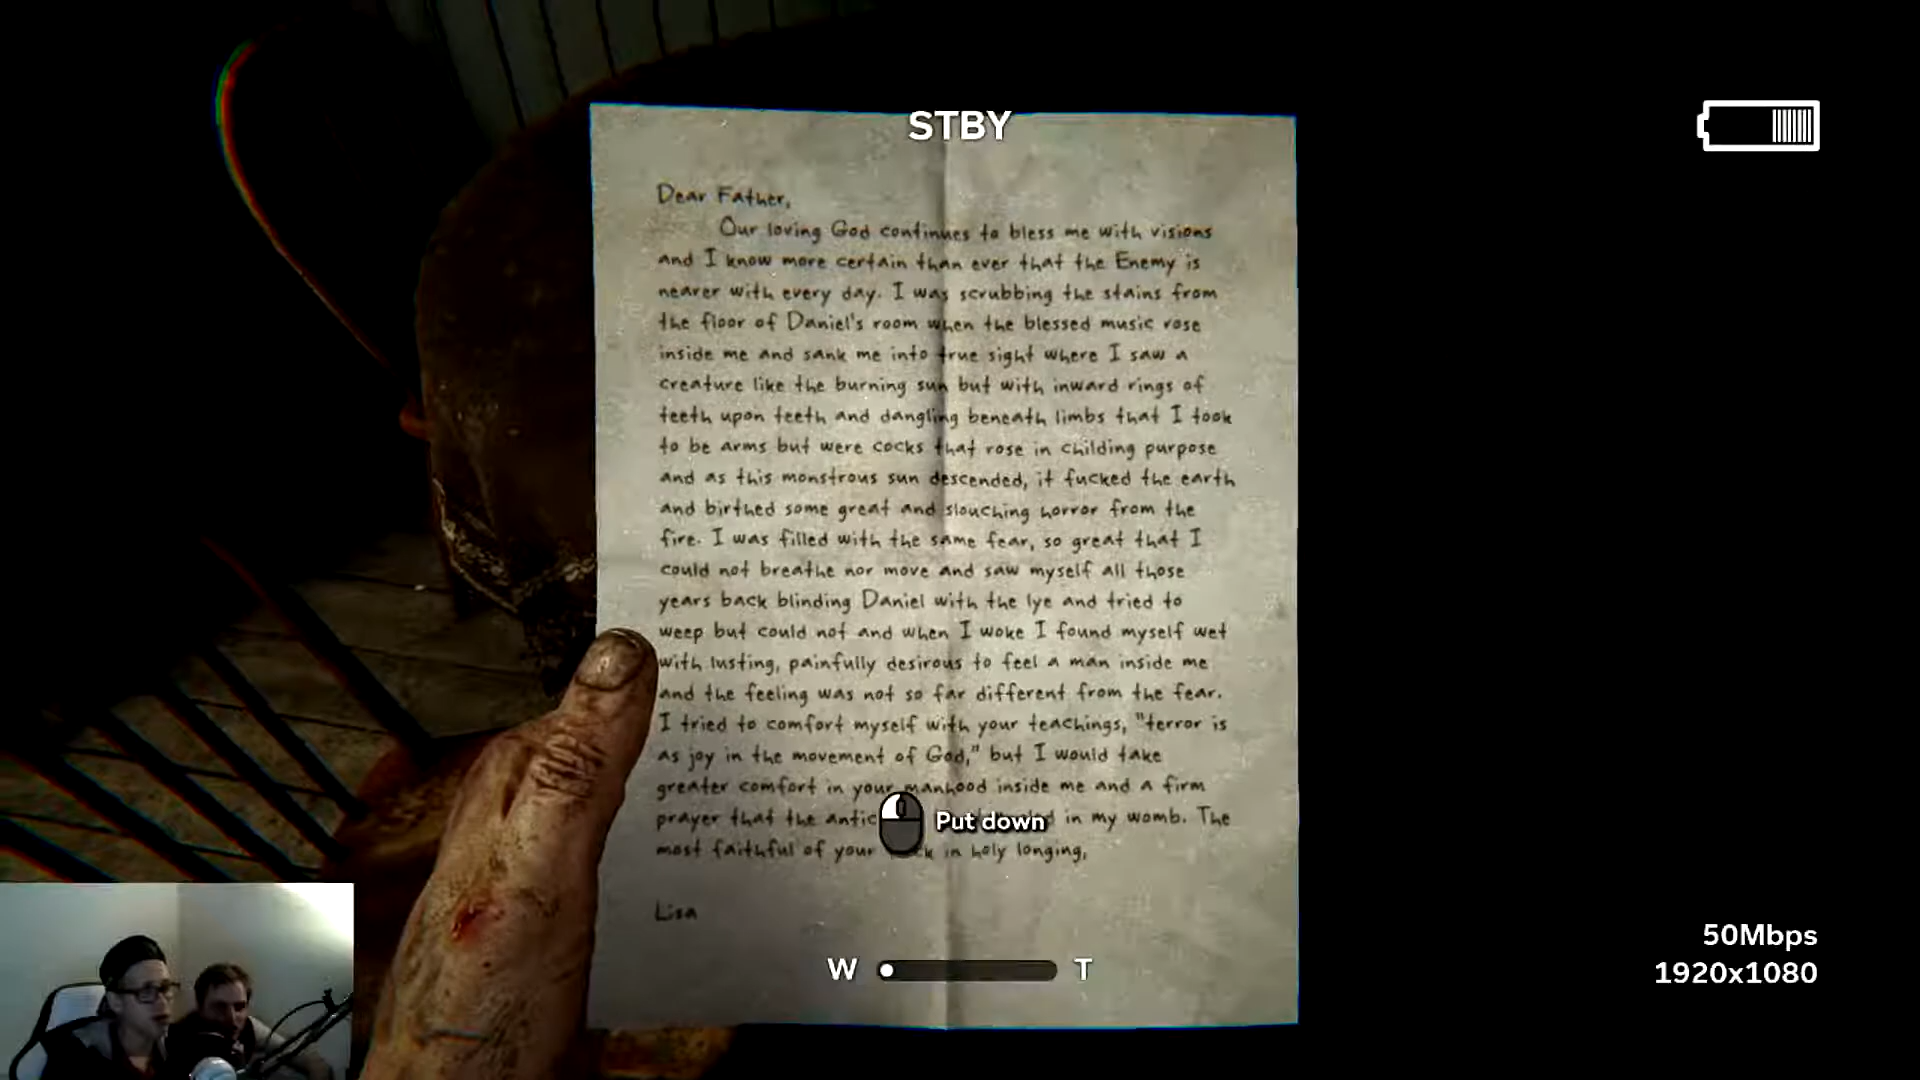 STBY
Dear Father,
Our loving God continues to bless me with visions
and I know more certain than ever that the Enemy is
nearer with every day. I was scrubbing the stains from
the floor of Daniel's room when the blessed music rose
inside me and sank me into true sight where I saw a
creature like the burning sun but with inward rings of
teeth upon teeth and dangling beneath limbs that I took
to be arms but were cocks that rose in childing purpose
and as this monstrous sun descended, it fucked the earth
and birthed some great and slouching horror from the
fire. I was filled with the same fear, so great that I
could not breathe nor move and saw myself all those
years back blinding Daniel with the lye and tried to
weep but could not and when I woke I found myself wet
with lusting, painfully desirous to feel a man inside me
and the feeling was not so far different from the fear.
I tried to comfort myself with your teachings, "terror is
as joy in the movement of God," but I would take
greater comfort in your manhood inside me and a firm
prayer that the in my womb. The
Put down
most faithful of your in holy longing,
Lisa
W T
50Mbps
1920x1080